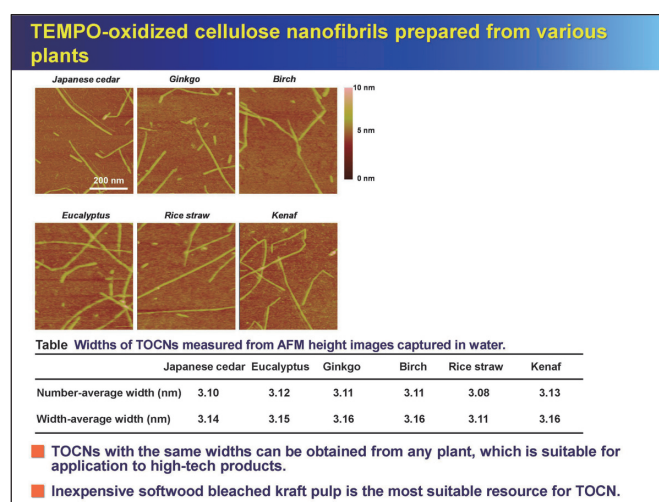 TEMPO-oxidized cellulose nanofibrils prepared from various
plants
Japanese cedar Ginkgo Birch
10 nm
5 nm
0 nm
200 nm
Eucalyptus Rice straw Kenaf
Table Widths of TOCNs measured from AFM height images captured in water.
Japanese cedar Eucalyptus Ginkgo Birch Rice straw Kenaf
Number-average width (nm) 3.10 3.12 3.11 3.11 3.08 3.13
Width-average width (nm) 3.14 3.15 3.16 3.16 3.11 3.16
TOCNs with the same widths can be obtained from any plant, which is suitable for
application to high-tech products.
Inexpensive softwood bleached kraft pulp is the most suitable resource for TOCN.